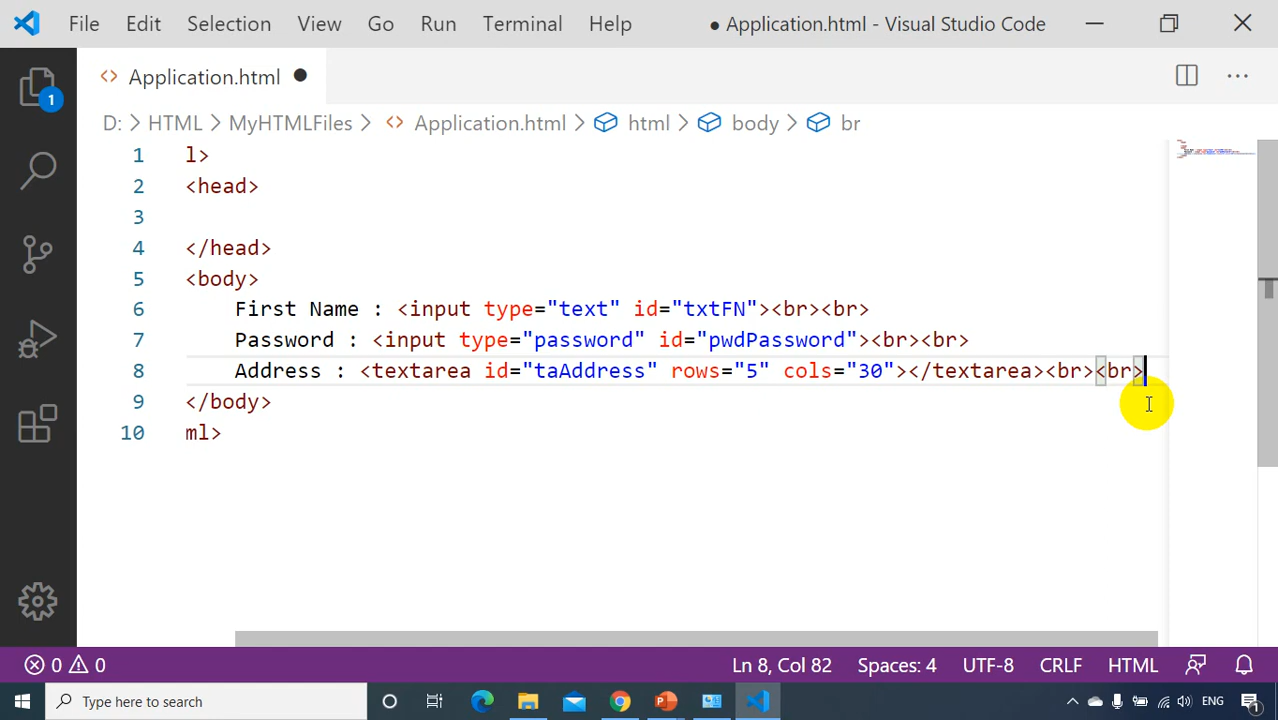 File Edit Selection View Go Run Terminal Help ● Application.html - Visual Studio Code
Application.html
1
D: > HTML > MyHTMLFiles > Application.html > html > body > br
1 l>
2 <head>
3
4 </head>
5 <body>
6 First Name : <input type="text" id="txtFN"><br><br>
7 Password : <input type="password" id="pwdPassword"><br><br>
8 Address : <textarea id="taAddress" rows="5" cols="30"></textarea><br><br>
9 </body>
10 ml>
0 0 Ln 8, Col 82 Spaces: 4 UTF-8 CRLF HTML
Type here to search ENG 1